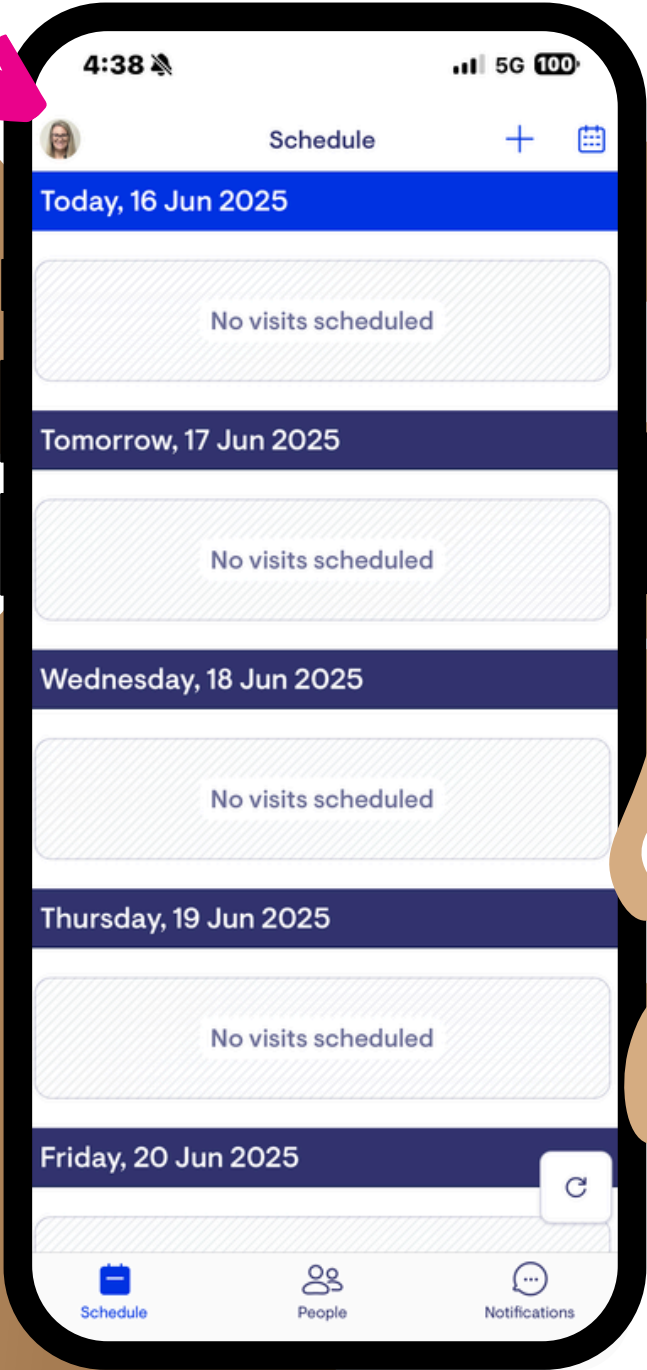 4:38
5G 100
Schedule
Today, 16 Jun 2025
No visits scheduled
Tomorrow, 17 Jun 2025
No visits scheduled
Wednesday, 18 Jun 2025
No visits scheduled
Thursday, 19 Jun 2025
No visits scheduled
Friday, 20 Jun 2025
Schedule
People
Notifications